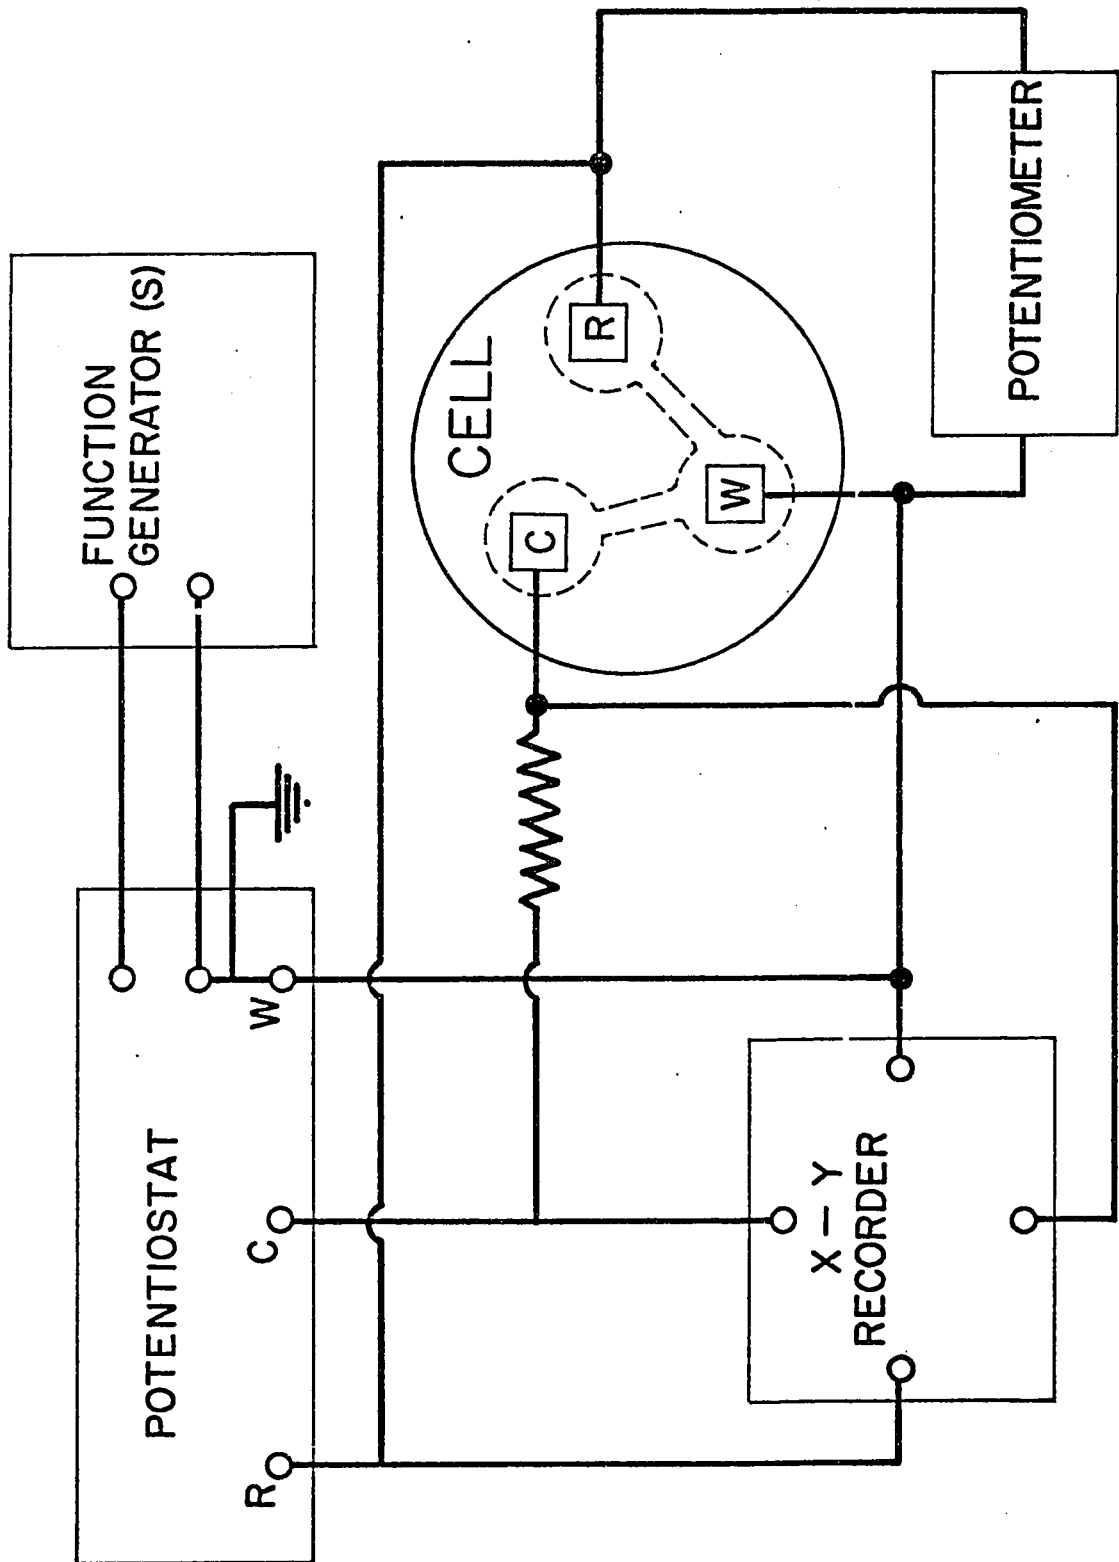 POTENTIOSTAT
R
C
W
FUNCTION
GENERATOR (S)
X - Y
RECORDER
CELL
C
R
W
POTENTIOMETER